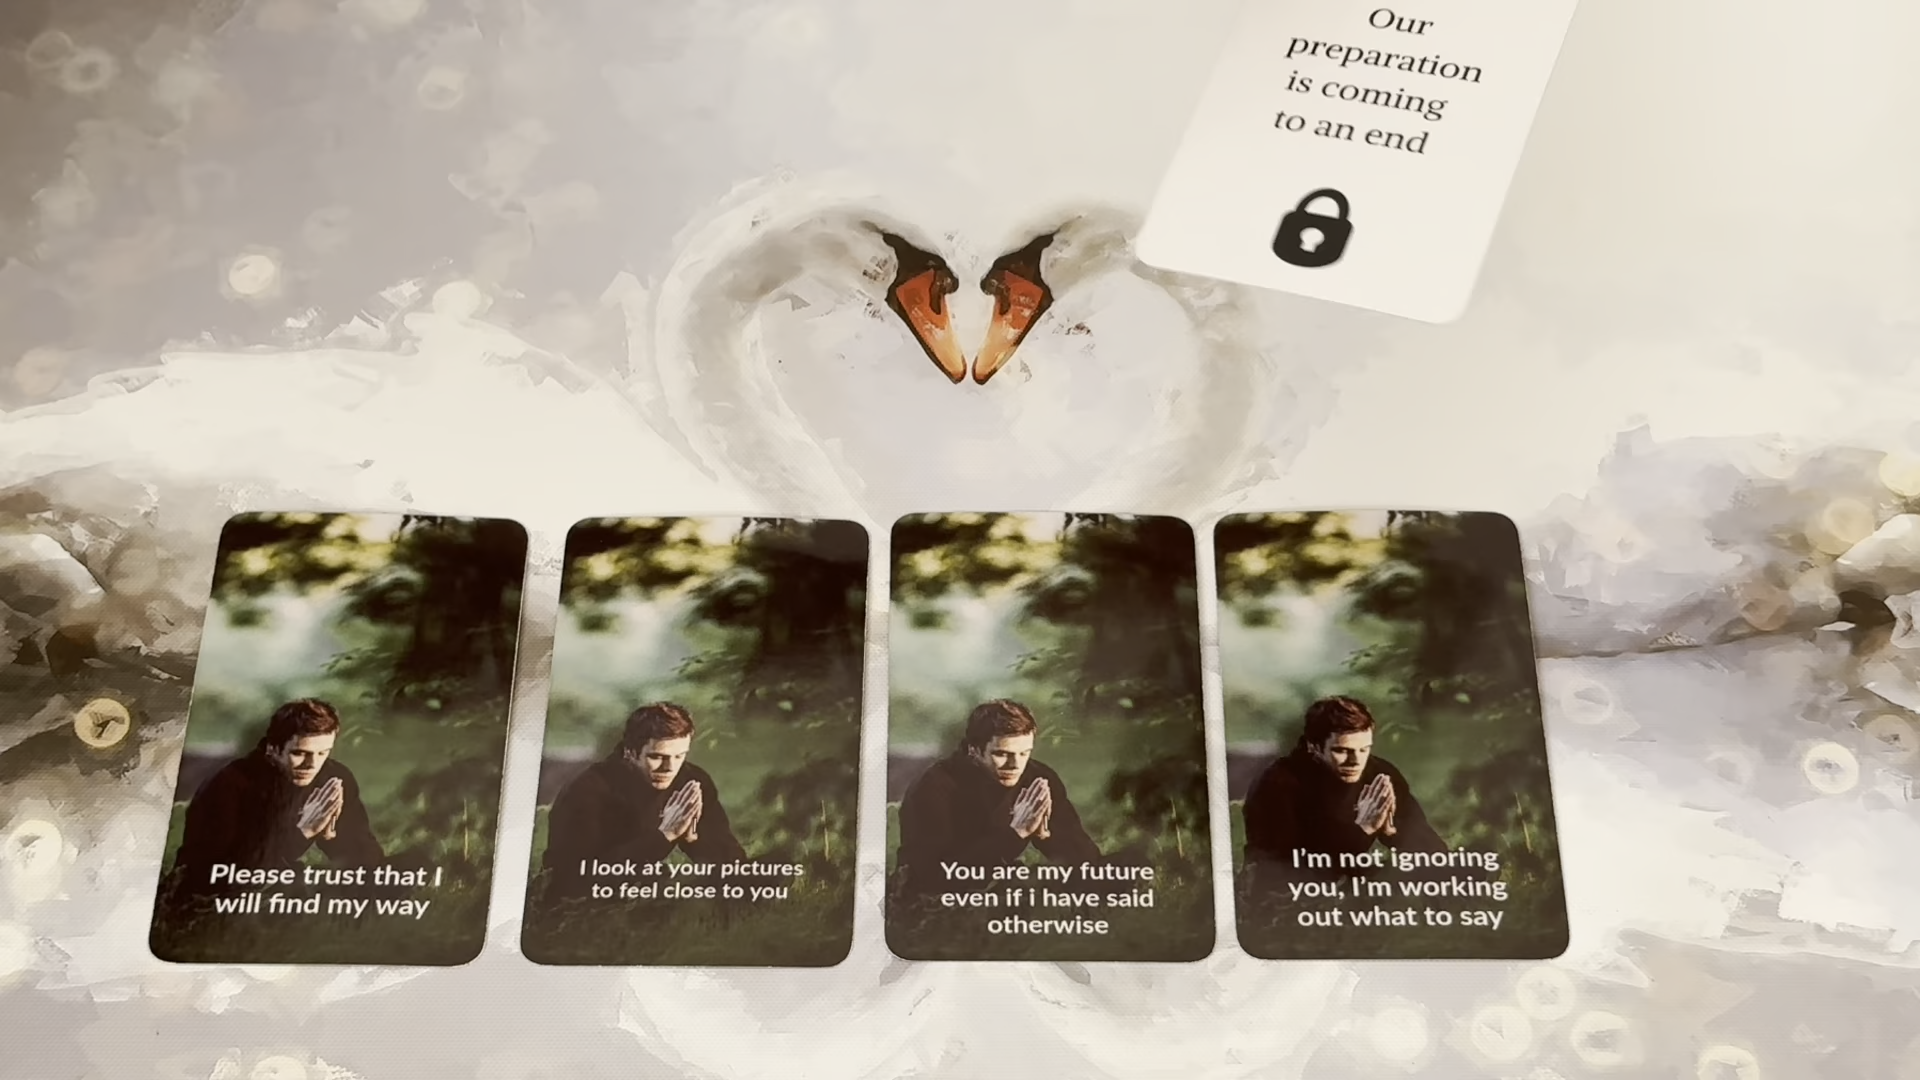 Our
preparation
is coming
to an end
Please trust that I
will find my way
I look at your pictures
to feel close to you
You are my future
even if i have said
otherwise
I'm not ignoring
you, I'm working
out what to say